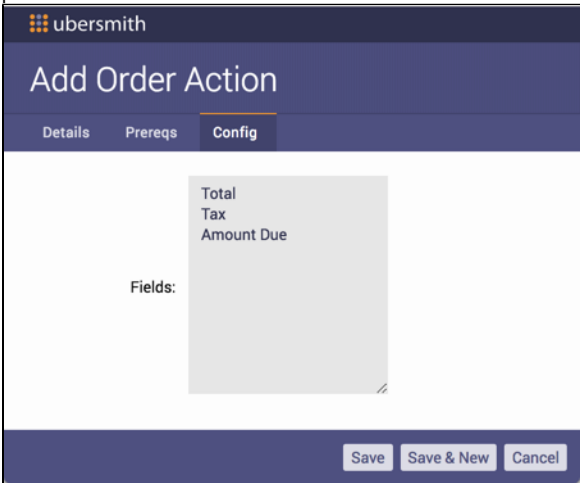 ubersmith
Add Order Action
Details Prereqs Config
Total
Tax
Amount Due
Fields:
Save Save & New Cancel